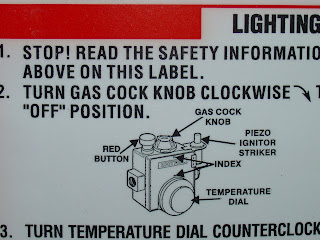 LIGHTING
1. STOP! READ THE SAFETY INFORMATIO
ABOVE ON THIS LABEL.
2. TURN GAS COCK KNOB CLOCKWISE T
"OFF" POSITION.
GAS COCK
KNOB
RED
BUTTON
PIEZO
IGNITOR
STRIKER
INDEX
TEMPERATURE
DIAL
3. TURN TEMPERATURE DIAL COUNTERCLOCK